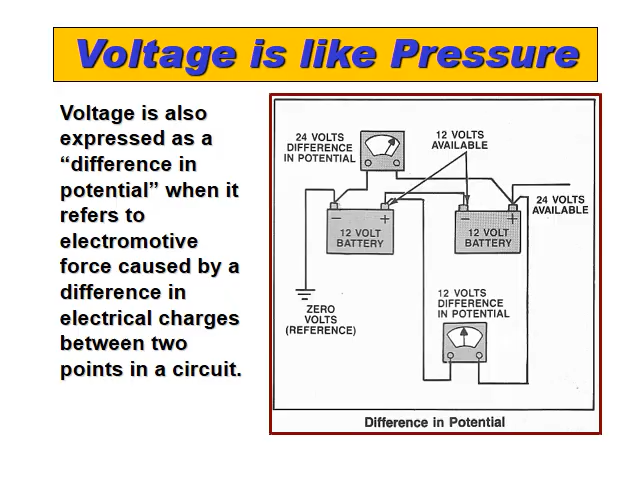 Voltage is like Pressure
Voltage is also
expressed as a
“difference in
potential” when it
refers to
electromotive
force caused by a
difference in
electrical charges
between two
points in a circuit.
24 VOLTS
DIFFERENCE
IN POTENTIAL
12 VOLTS
AVAILABLE
24 VOLTS
AVAILABLE
− +
12 VOLT
BATTERY
− +
12 VOLT
BATTERY
ZERO
VOLTS
(REFERENCE)
12 VOLTS
DIFFERENCE
IN POTENTIAL
Difference in Potential